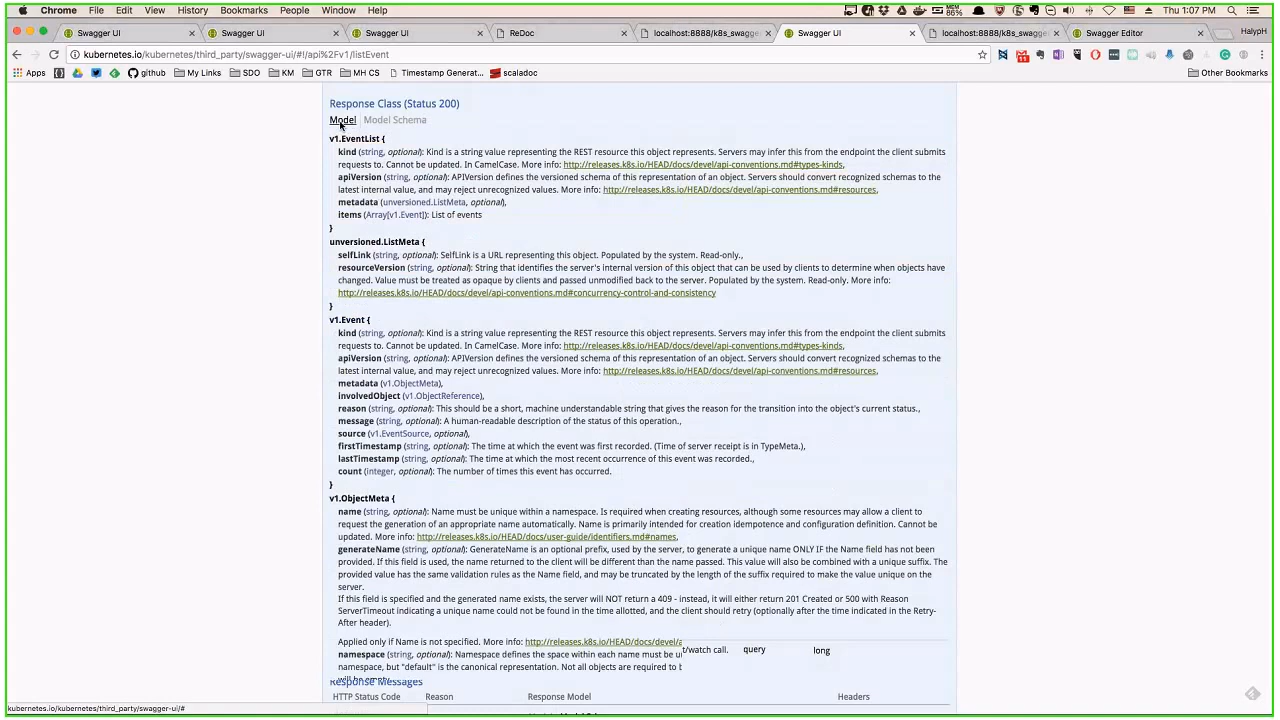 Chrome File Edit View History Bookmarks People Window Help
MEM 86% Thu 1:07 PM
Swagger UI Swagger UI Swagger UI ReDoc localhost:8888/k8s_swagge Swagger UI localhost:8888/k8s_swagge Swagger Editor HalypH
kubernetes.io/kubernetes/third_party/swagger-ui/#!/api%2Fv1/listEvent
Apps github My Links SDO KM GTR MH CS Timestamp Generat... scaladoc Other Bookmarks
Response Class (Status 200)
Model Model Schema
v1.EventList {
kind (string, optional): Kind is a string value representing the REST resource this object represents. Servers may infer this from the endpoint the client submits
requests to. Cannot be updated. In CamelCase. More info: http://releases.k8s.io/HEAD/docs/devel/api-conventions.md#types-kinds,
apiVersion (string, optional): APIVersion defines the versioned schema of this representation of an object. Servers should convert recognized schemas to the
latest internal value, and may reject unrecognized values. More info: http://releases.k8s.io/HEAD/docs/devel/api-conventions.md#resources,
metadata (unversioned.ListMeta, optional),
items (Array[v1.Event]): List of events
}
unversioned.ListMeta {
selfLink (string, optional): SelfLink is a URL representing this object. Populated by the system. Read-only.,
resourceVersion (string, optional): String that identifies the server's internal version of this object that can be used by clients to determine when objects have
changed. Value must be treated as opaque by clients and passed unmodified back to the server. Populated by the system. Read-only. More info:
http://releases.k8s.io/HEAD/docs/devel/api-conventions.md#concurrency-control-and-consistency
}
v1.Event {
kind (string, optional): Kind is a string value representing the REST resource this object represents. Servers may infer this from the endpoint the client submits
requests to. Cannot be updated. In CamelCase. More info: http://releases.k8s.io/HEAD/docs/devel/api-conventions.md#types-kinds,
apiVersion (string, optional): APIVersion defines the versioned schema of this representation of an object. Servers should convert recognized schemas to the
latest internal value, and may reject unrecognized values. More info: http://releases.k8s.io/HEAD/docs/devel/api-conventions.md#resources,
metadata (v1.ObjectMeta),
involvedObject (v1.ObjectReference),
reason (string, optional): This should be a short, machine understandable string that gives the reason for the transition into the object's current status.,
message (string, optional): A human-readable description of the status of this operation.,
source (v1.EventSource, optional),
firstTimestamp (string, optional): The time at which the event was first recorded. (Time of server receipt is in TypeMeta.),
lastTimestamp (string, optional): The time at which the most recent occurrence of this event was recorded.,
count (integer, optional): The number of times this event has occurred.
}
v1.ObjectMeta {
name (string, optional): Name must be unique within a namespace. Is required when creating resources, although some resources may allow a client to
request the generation of an appropriate name automatically. Name is primarily intended for creation idempotence and configuration definition. Cannot be
updated. More info: http://releases.k8s.io/HEAD/docs/user-guide/identifiers.md#names,
generateName (string, optional): GenerateName is an optional prefix, used by the server, to generate a unique name ONLY IF the Name field has not been
provided. If this field is used, the name returned to the client will be different than the name passed. This value will also be combined with a unique suffix. The
provided value has the same validation rules as the Name field, and may be truncated by the length of the suffix required to make the value unique on the
server.
If this field is specified and the generated name exists, the server will NOT return a 409 - instead, it will either return 201 Created or 500 with Reason
ServerTimeout indicating a unique name could not be found in the time allotted, and the client should retry (optionally after the time indicated in the Retry-
After header).
Applied only if Name is not specified. More info: http://releases.k8s.io/HEAD/docs/devel/a
t/watch call. query long
namespace (string, optional): Namespace defines the space within each name must be u
namespace, but "default" is the canonical representation. Not all objects are required to b
will be empty.
Response Messages
HTTP Status Code Reason Response Model Headers
kubernetes.io/kubernetes/third_party/swagger-ui/#